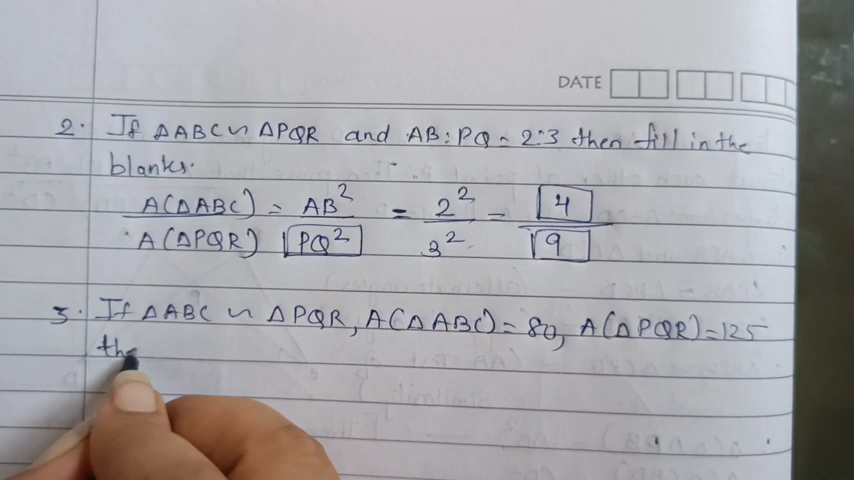 DATE
2. If ΔABC ~ ΔPQR and AB:PQ = 2:3 then fill in the
blanks.
A(ΔABC) = AB² = 2² = 4
A(ΔPQR) PQ² 3² 9
3. If ΔABC ~ ΔPQR, A(ΔABC)=80, A(ΔPQR)=125
the